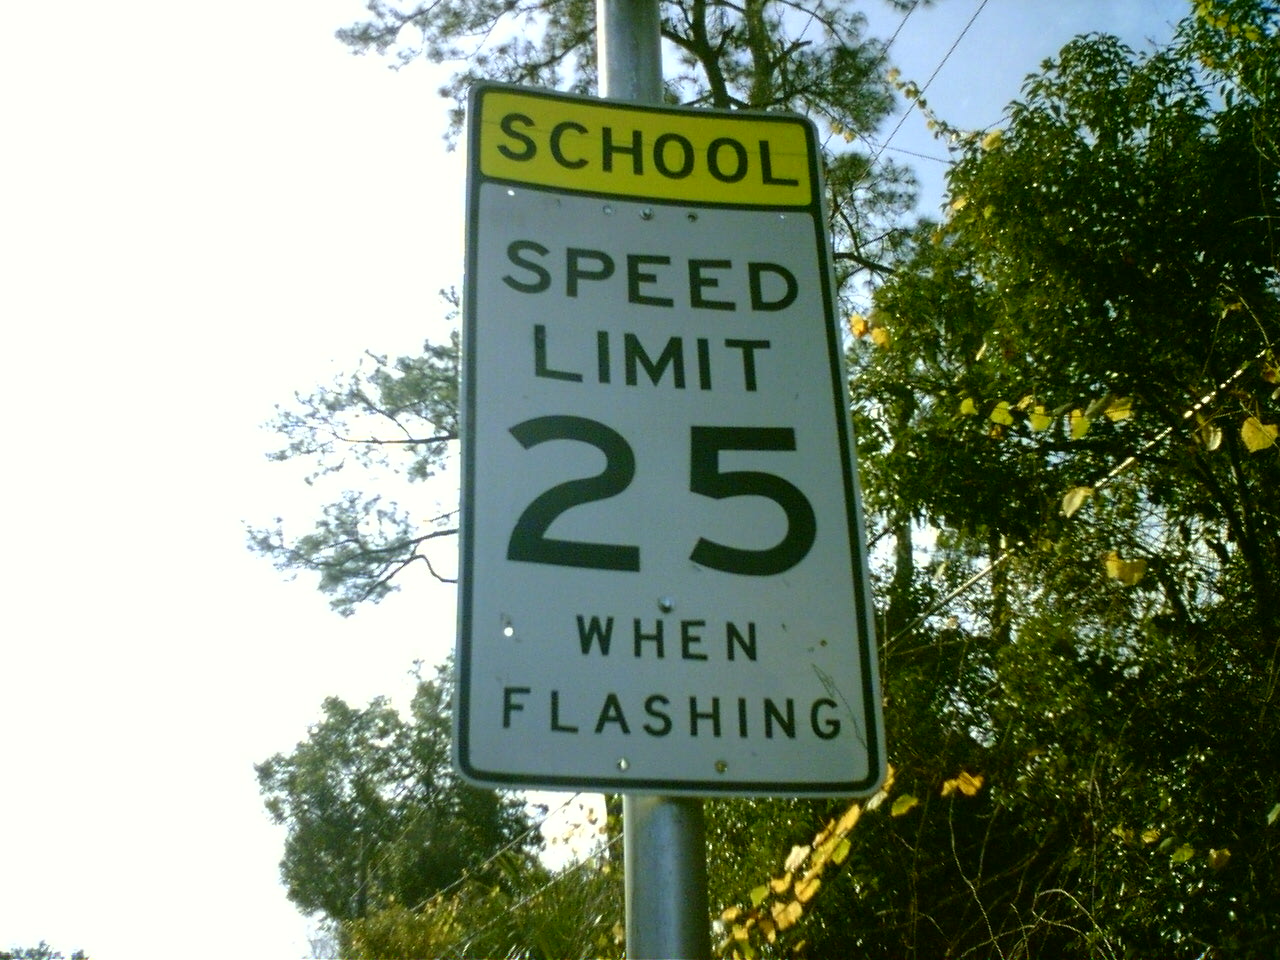 SCHOOL
SPEED
LIMIT
25
WHEN
FLASHING